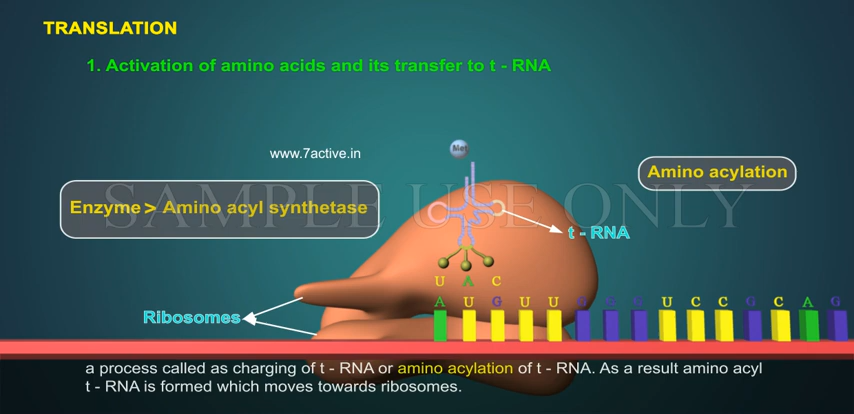 TRANSLATION
1. Activation of amino acids and its transfer to t - RNA
www.7active.in
Met
Amino acylation
SAMPLE USE ONLY
Enzyme > Amino acyl synthetase
t - RNA
U A C
A U G U U G G G U C C G C A G
Ribosomes
a process called as charging of t - RNA or amino acylation of t - RNA. As a result amino acyl
t - RNA is formed which moves towards ribosomes.